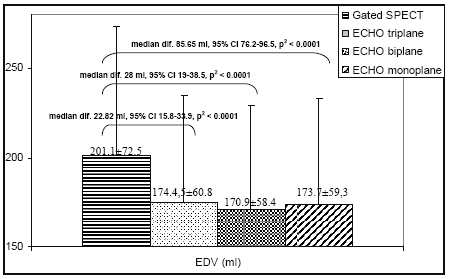 Gated SPECT
ECHO triplane
ECHO biplane
ECHO monoplane
median dif. 85.65 ml, 95% CI 76.2-96.5, p² < 0.0001
250
median dif. 28 ml, 95% CI 19-38.5, p² < 0.0001
median dif. 22.82 ml, 95% CI 15.8-33.9, p² < 0.0001
200
201.1±72.5
174.4,5±60.8
170.9±58.4
173.7±59,3
150
EDV (ml)